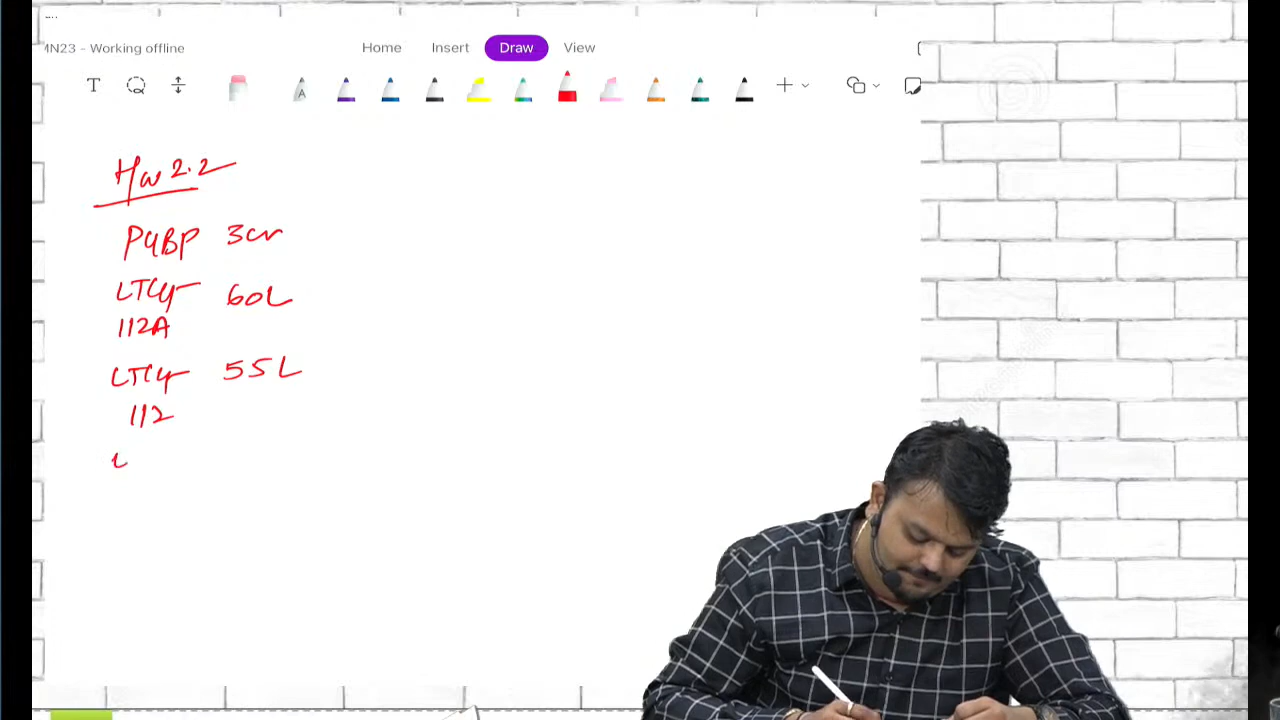 MN23 - Working offline
Home Insert Draw View
T
A
Hw 2.2
PGBP 3cr
LTCG 60L
112A
LTCG 55L
112